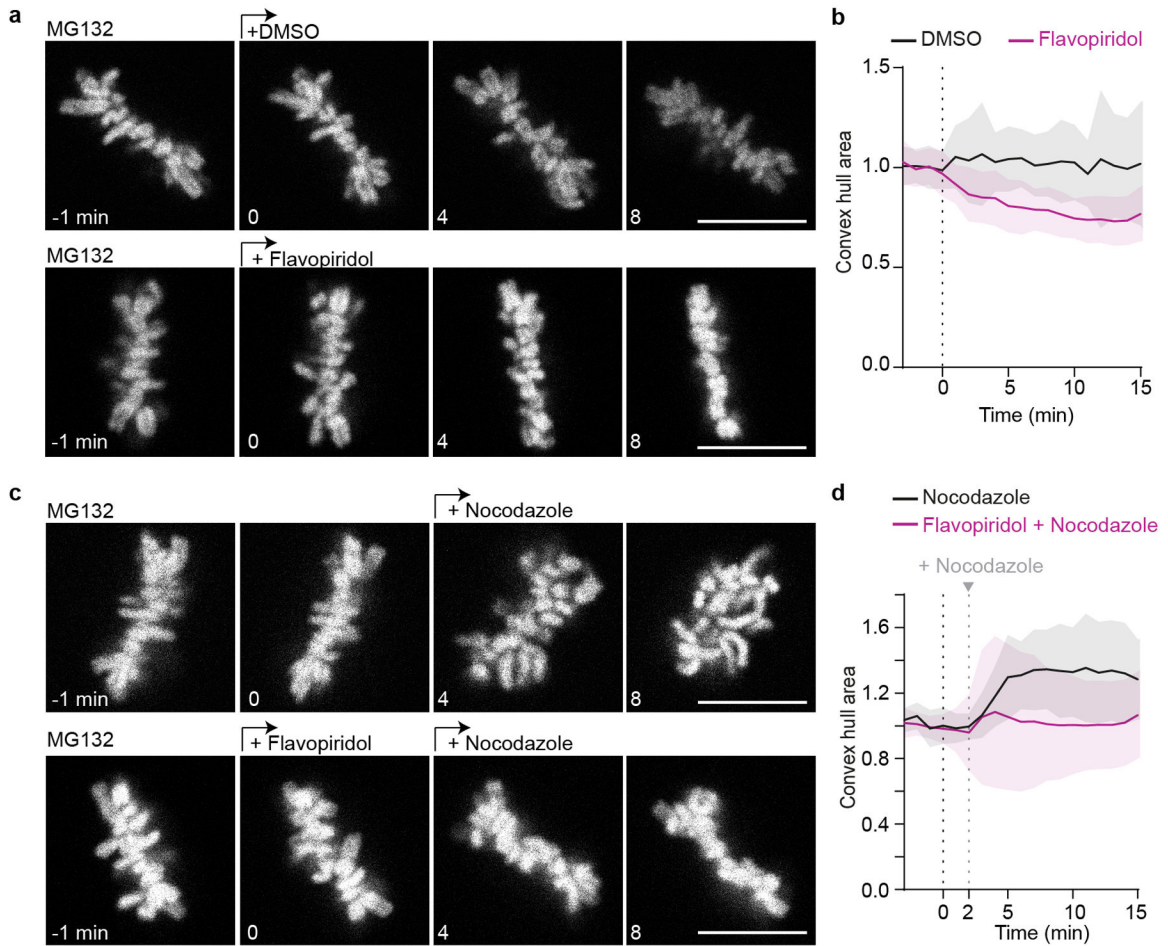 a
MG132
+DMSO
-1 min
0
4
8
MG132
+ Flavopiridol
-1 min
0
4
8
b
DMSO
Flavopiridol
1.5
1.0
0.5
0.0
Convex hull area
0
5
10
15
Time (min)
c
MG132
+ Nocodazole
-1 min
0
4
8
MG132
+ Flavopiridol
+ Nocodazole
-1 min
0
4
8
d
Nocodazole
Flavopiridol + Nocodazole
+ Nocodazole
1.6
1.2
1.0
0.8
0.4
0.0
Convex hull area
0
2
5
10
15
Time (min)